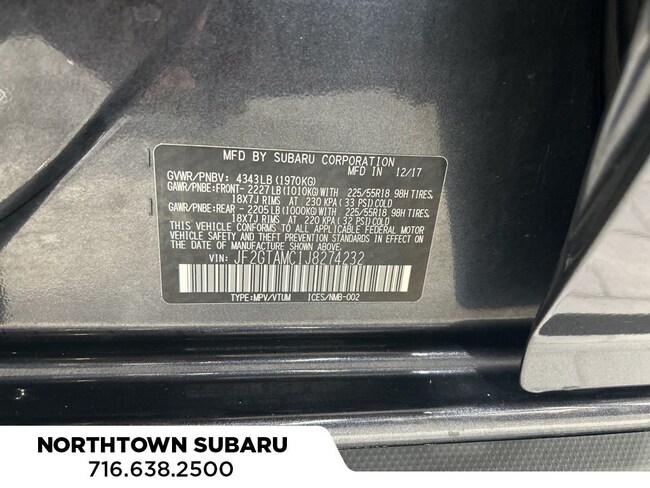 MFD BY SUBARU CORPORATION
GVWR/PNBV: 4343LB(1970KG) MFD IN 12/17
GAWR/PNBE:FRONT- 2227LB(1010KG)WITH 225/55R18 98H TIRES,
18X7J RIMS AT 230 KPA(33 PSI)COLD
GAWR/PNBE:REAR - 2205LB(1000KG)WITH 225/55R18 98H TIRES,
18X7J RIMS AT 220 KPA(32 PSI)COLD
THIS VEHICLE CONFORMS TO ALL APPLICABLE FEDERAL MOTOR
VEHICLE SAFETY,BUMPER,AND THEFT PREVENTION STANDARDS
IN EFFECT ON THE DATE OF MANUFACTURE SHOWN ABOVE.
VIN: JF2GTAMC1J8274232
TYPE:MPV/VTUM ICES/NMB-002
NORTHTOWN SUBARU
716.638.2500